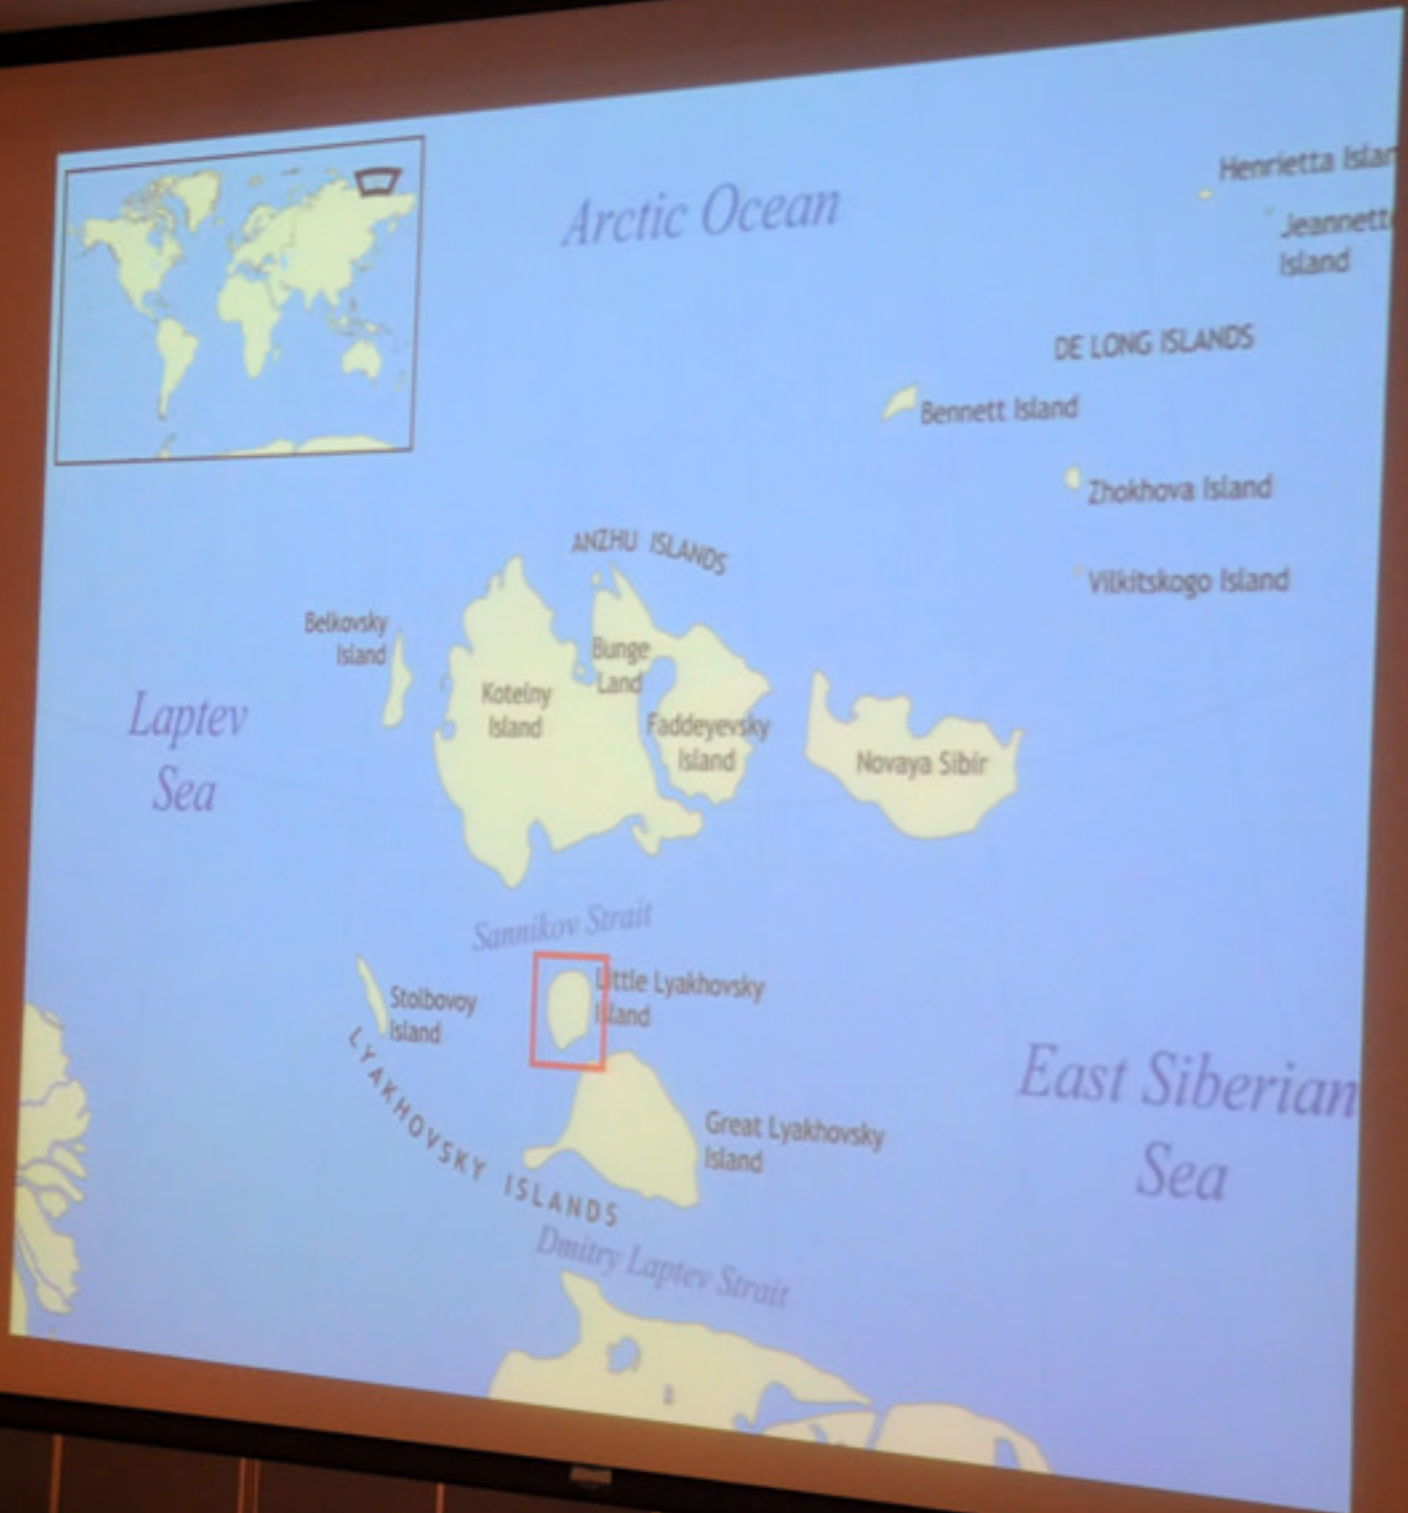 Arctic Ocean
Henrietta Islan
Jeannett
Island
DE LONG ISLANDS
Bennett Island
Zhokhova Island
Vilkitskogo Island
ANZHU ISLANDS
Belkovsky
Island
Bunge
Land
Kotelny
Island
Faddeyevsky
Island
Novaya Sibir
Laptev
Sea
Sannikov Strait
Little Lyakhovsky
Island
Stolbovoy
Island
LYAKHOVSKY ISLANDS
Great Lyakhovsky
Island
East Siberian
Sea
Dmitry Laptev Strait